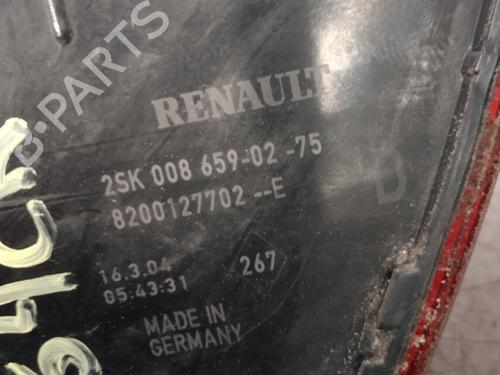 B-PARTS
RENAULT
2SK 008 659-02 -75
8200127702--E
D
16.3.04
05:43:31
267
MADE IN
GERMANY